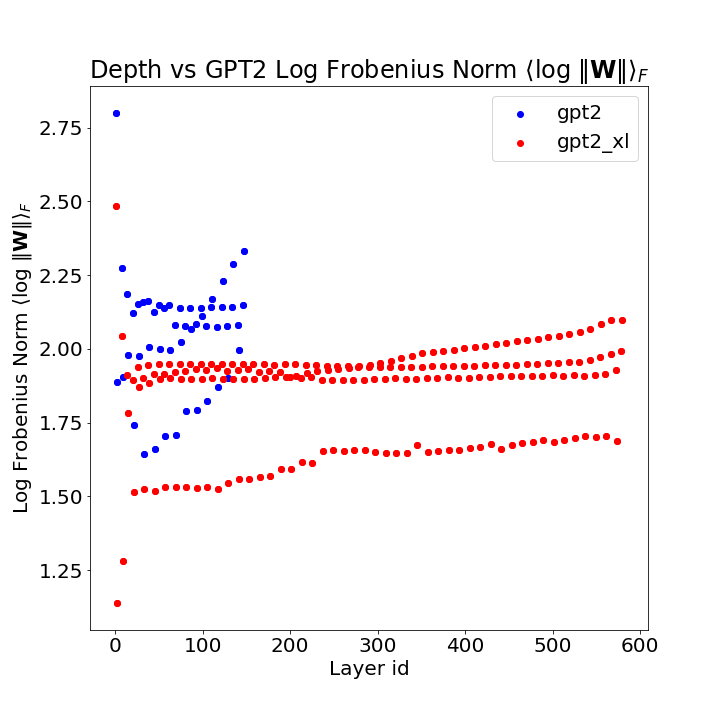 Depth vs GPT2 Log Frobenius Norm ⟨log ‖W‖⟩F
gpt2
gpt2_xl
Log Frobenius Norm ⟨log ‖W‖⟩F
2.75
2.50
2.25
2.00
1.75
1.50
1.25
0 100 200 300 400 500 600
Layer id